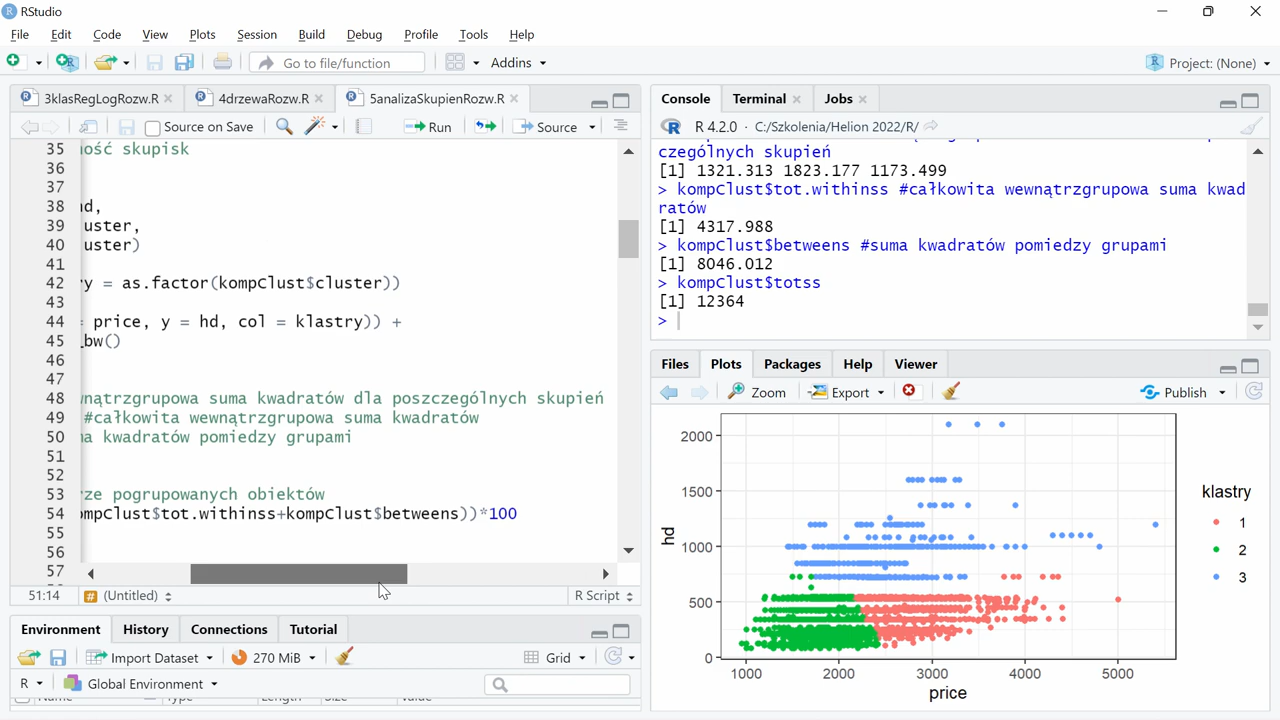 RStudio
File Edit Code View Plots Session Build Debug Profile Tools Help
Go to file/function Addins Project: (None)
3klasRegLogRozw.R 4drzewaRozw.R 5analizaSkupienRozw.R
Source on Save Run Source
35 ność skupisk
36
37
38 nd,
39 uster,
40 uster)
41
42 y = as.factor(kompClust$cluster))
43
44 = price, y = hd, col = klastry)) +
45 _bw()
46
47
48 wnątrzgrupowa suma kwadratów dla poszczególnych skupień
49 #całkowita wewnątrzgrupowa suma kwadratów
50 ma kwadratów pomiedzy grupami
51
52
53 rze pogrupowanych obiektów
54 ompClust$tot.withinss+kompClust$betweens))*100
55
56
57
51:14 (Untitled) R Script
Environment History Connections Tutorial
Import Dataset 270 MiB Grid
R Global Environment
Console Terminal Jobs
R 4.2.0 · C:/Szkolenia/Helion 2022/R/
czególnych skupień
[1] 1321.313 1823.177 1173.499
> kompClust$tot.withinss #całkowita wewnątrzgrupowa suma kwad
ratów
[1] 4317.988
> kompClust$betweens #suma kwadratów pomiedzy grupami
[1] 8046.012
> kompClust$totss
[1] 12364
>
Files Plots Packages Help Viewer
Zoom Export Publish
2000
1500
1000
500
0
hd
1000 2000 3000 4000 5000
price
klastry
1
2
3